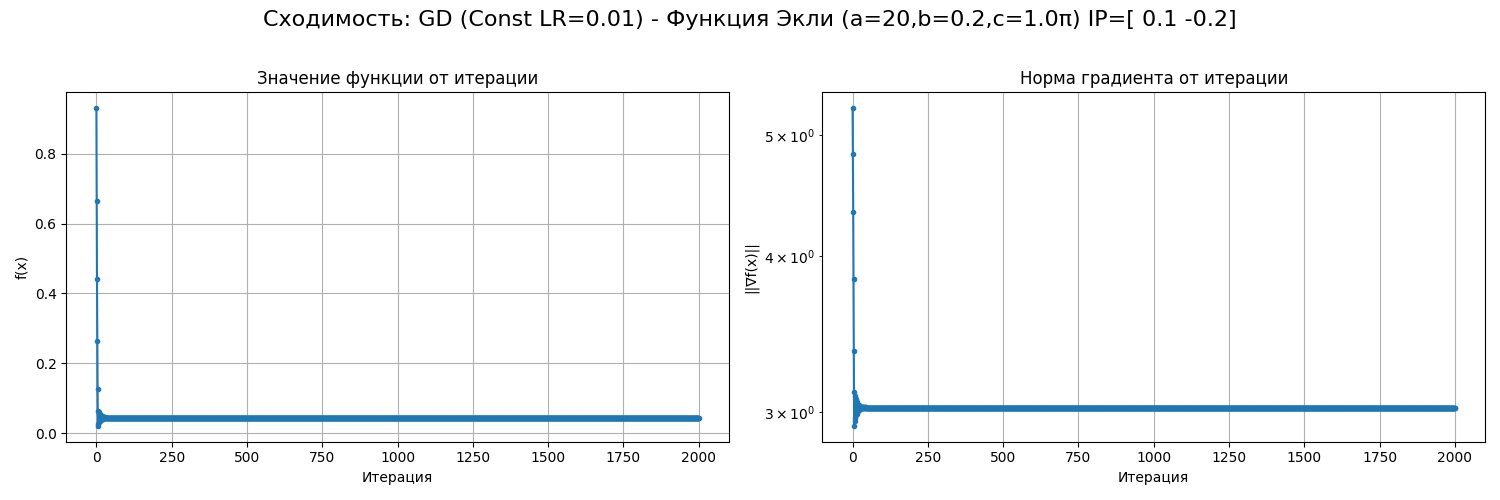 Сходимость: GD (Const LR=0.01) - Функция Экли (a=20,b=0.2,c=1.0π) IP=[ 0.1 -0.2]
Значение функции от итерации
f(x)
0.8
0.6
0.4
0.2
0.0
0 250 500 750 1000 1250 1500 1750 2000
Итерация
Норма градиента от итерации
||∇f(x)||
5 × 10⁰
4 × 10⁰
3 × 10⁰
0 250 500 750 1000 1250 1500 1750 2000
Итерация